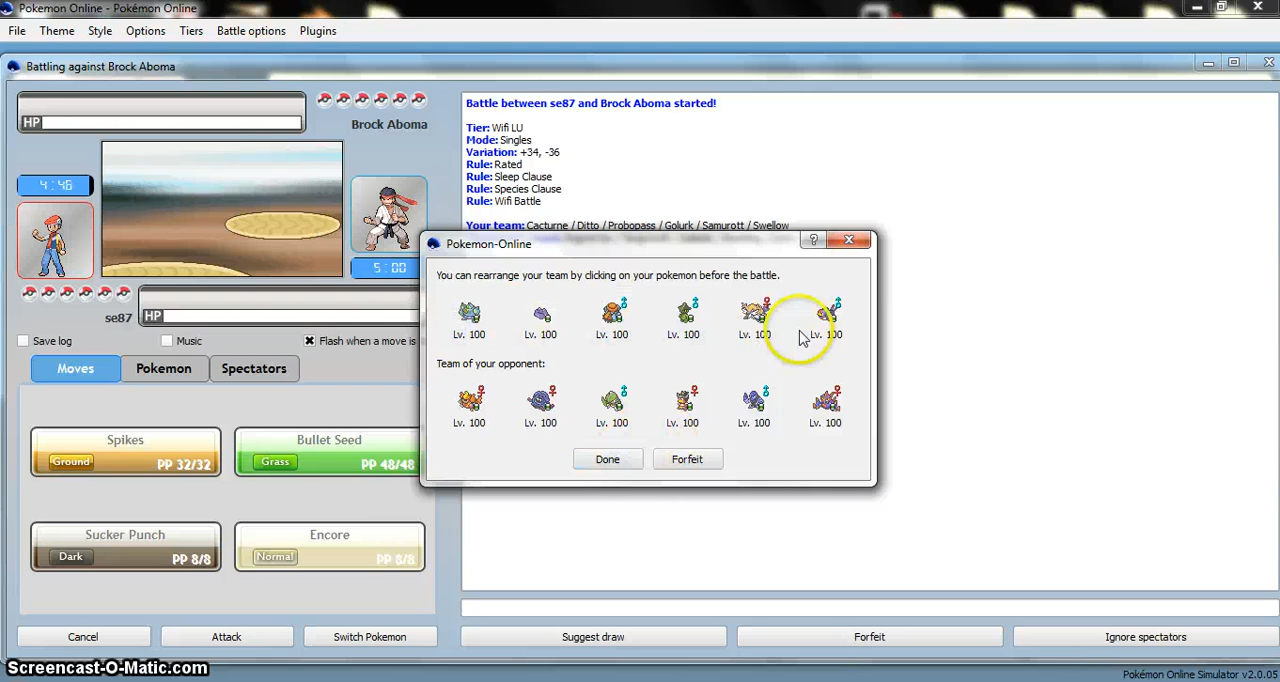 Pokemon Online - Pokémon Online
File Theme Style Options Tiers Battle options Plugins
Battling against Brock Aboma
HP
Brock Aboma
4:46
5:00
HP
se87
Save log Music Flash when a move is
Moves Pokemon Spectators
Spikes
Ground PP 32/32
Bullet Seed
Grass PP 48/48
Sucker Punch
Dark PP 8/8
Encore
Normal PP 8/8
Cancel Attack Switch Pokemon
Battle between se87 and Brock Aboma started!
Tier: Wifi LU
Mode: Singles
Variation: +34, -36
Rule: Rated
Rule: Sleep Clause
Rule: Species Clause
Rule: Wifi Battle
Your team: Cacturne / Ditto / Probopass / Golurk / Samurott / Swellow
Pokemon-Online
You can rearrange your team by clicking on your pokemon before the battle.
Lv. 100 Lv. 100 Lv. 100 Lv. 100 Lv. 100 Lv. 100
Team of your opponent:
Lv. 100 Lv. 100 Lv. 100 Lv. 100 Lv. 100 Lv. 100
Done Forfeit
Suggest draw Forfeit Ignore spectators
Screencast-O-Matic.com
Pokémon Online Simulator v2.0.05